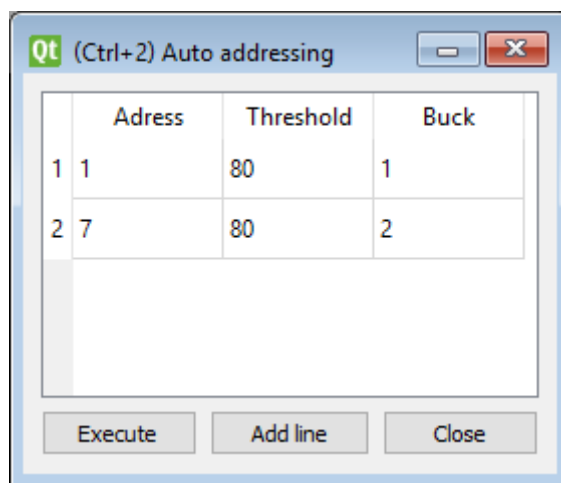 Qt (Ctrl+2) Auto addressing
Adress Threshold Buck
1 1 80 1
2 7 80 2
Execute Add line Close